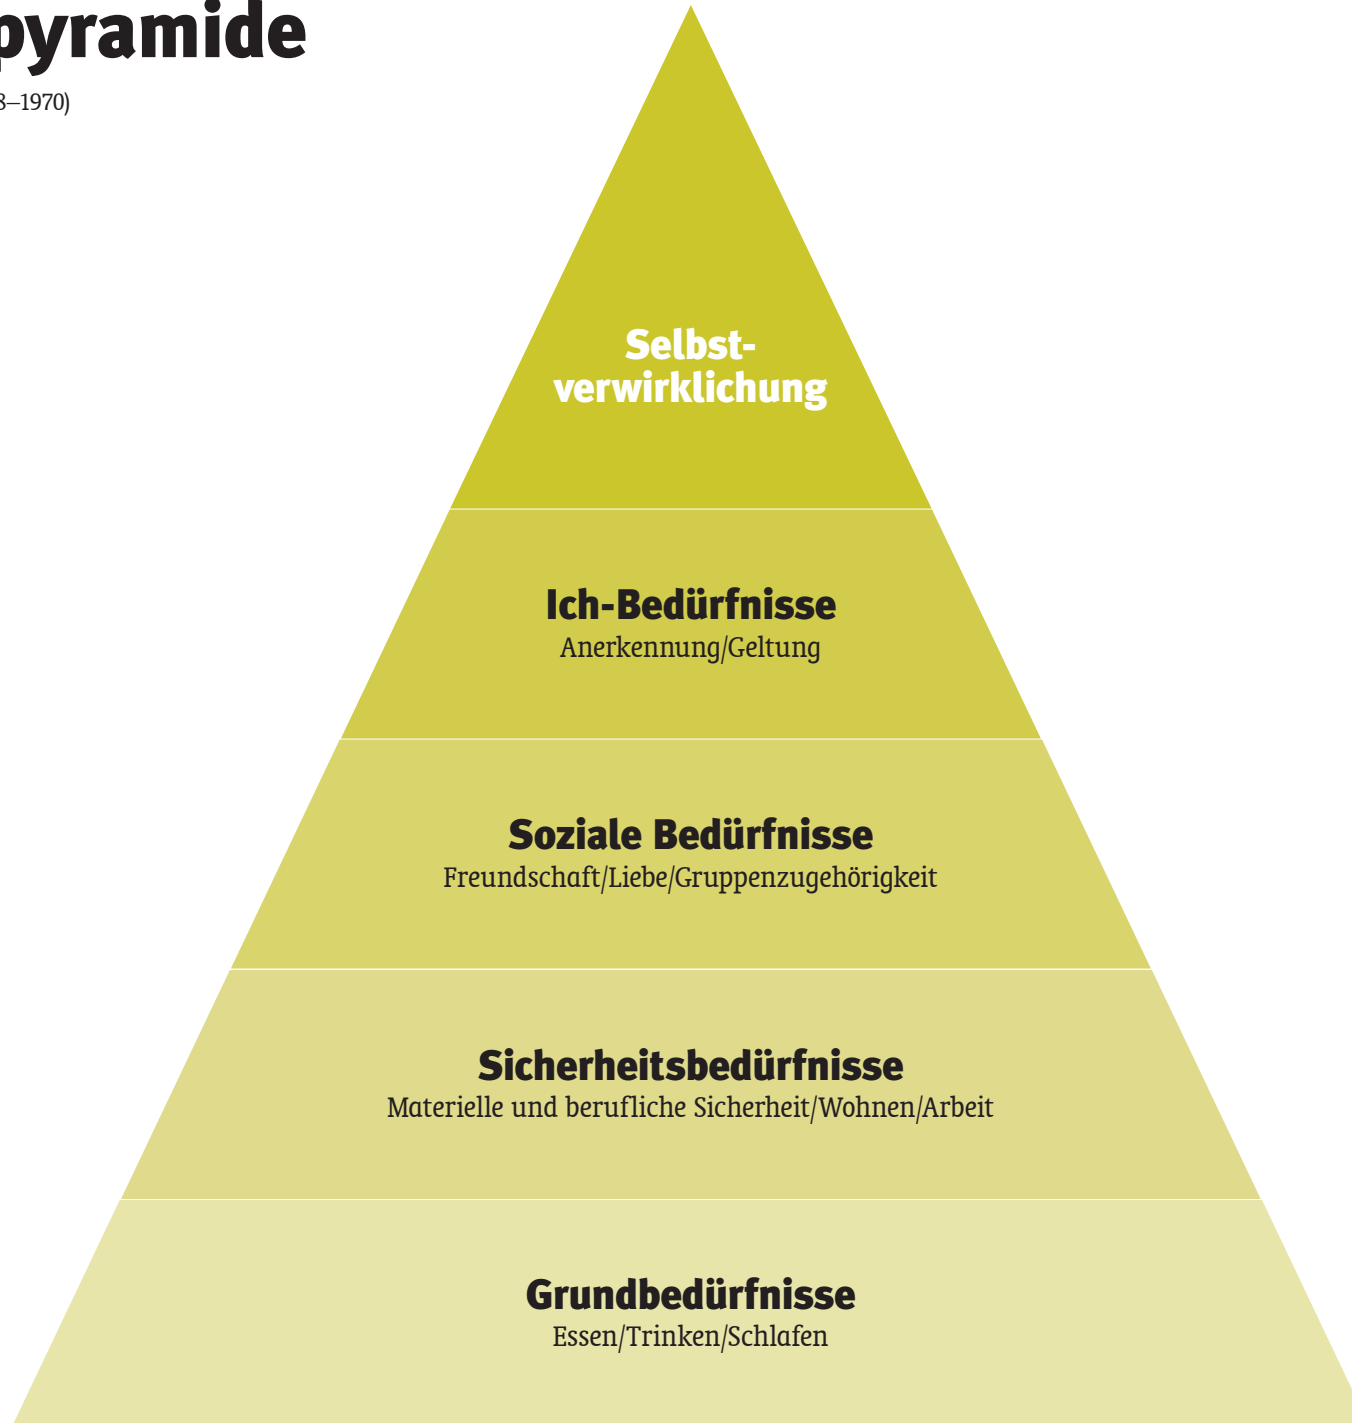 pyramide
8–1970)
Selbst-
verwirklichung
Ich-Bedürfnisse
Anerkennung/Geltung
Soziale Bedürfnisse
Freundschaft/Liebe/Gruppenzugehörigkeit
Sicherheitsbedürfnisse
Materielle und berufliche Sicherheit/Wohnen/Arbeit
Grundbedürfnisse
Essen/Trinken/Schlafen